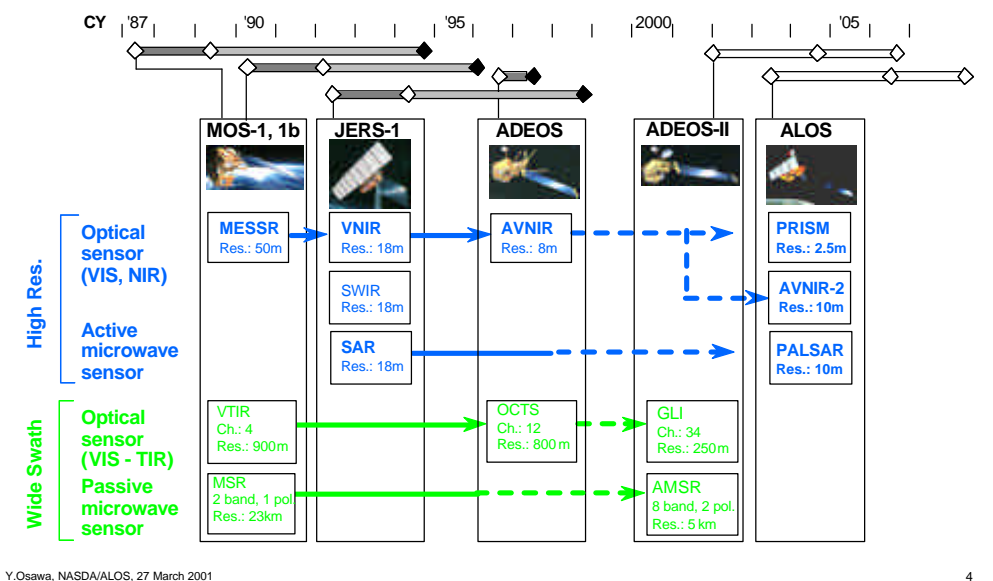 CY '87 '90 '95 2000 '05
MOS-1, 1b
JERS-1
ADEOS
ADEOS-II
ALOS
High Res.
Optical
sensor
(VIS, NIR)
MESSR
Res.: 50m
VNIR
Res.: 18m
AVNIR
Res.: 8m
PRISM
Res.: 2.5m
SWIR
Res.: 18m
AVNIR-2
Res.: 10m
Active
microwave
sensor
SAR
Res.: 18m
PALSAR
Res.: 10m
Wide Swath
Optical
sensor
(VIS - TIR)
VTIR
Ch.: 4
Res.: 900m
OCTS
Ch.: 12
Res.: 800 m
GLI
Ch.: 34
Res.: 250m
Passive
microwave
sensor
MSR
2 band, 1 pol.
Res.: 23km
AMSR
8 band, 2 pol.
Res.: 5 km
Y.Osawa, NASDA/ALOS, 27 March 2001
4